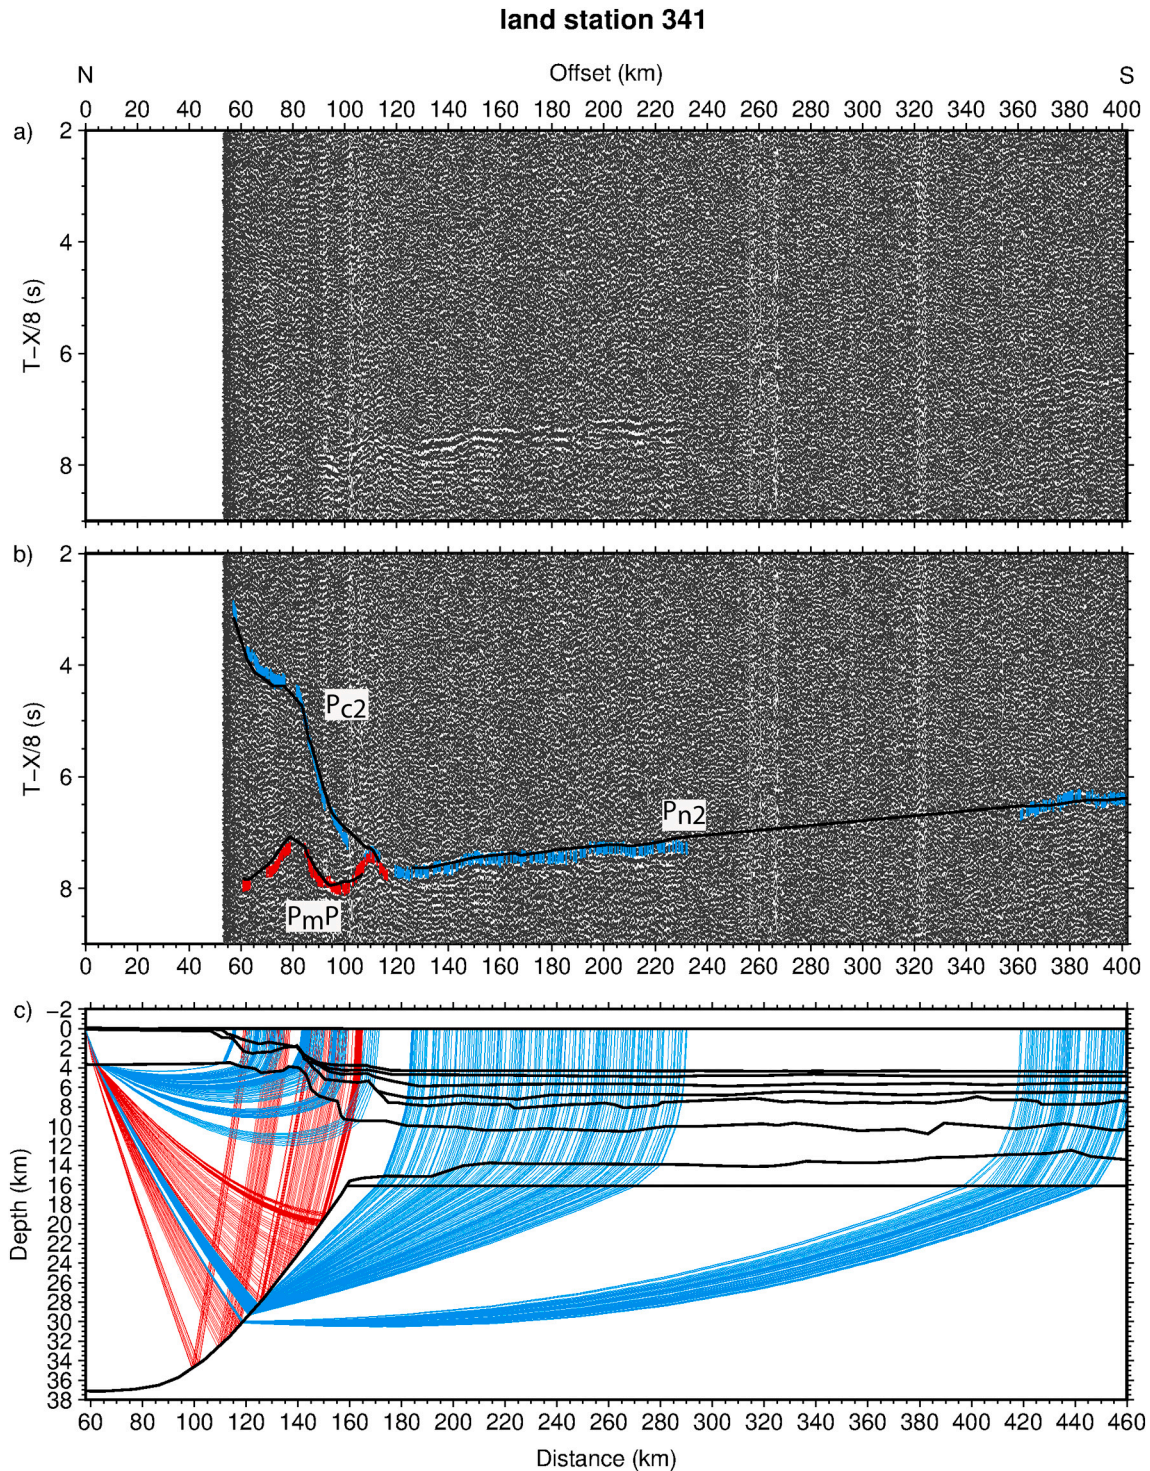 land station 341
N Offset (km) S
0 20 40 60 80 100 120 140 160 180 200 220 240 260 280 300 320 340 360 380 400
a)
2
4
6
8
T−X/8 (s)
b)
2
4
6
8
T−X/8 (s)
Pc2
Pn2
PmP
0 20 40 60 80 100 120 140 160 180 200 220 240 260 280 300 320 340 360 380 400
c)
−2
0
2
4
6
8
10
12
14
16
18
20
22
24
26
28
30
32
34
36
38
Depth (km)
60 80 100 120 140 160 180 200 220 240 260 280 300 320 340 360 380 400 420 440 460
Distance (km)